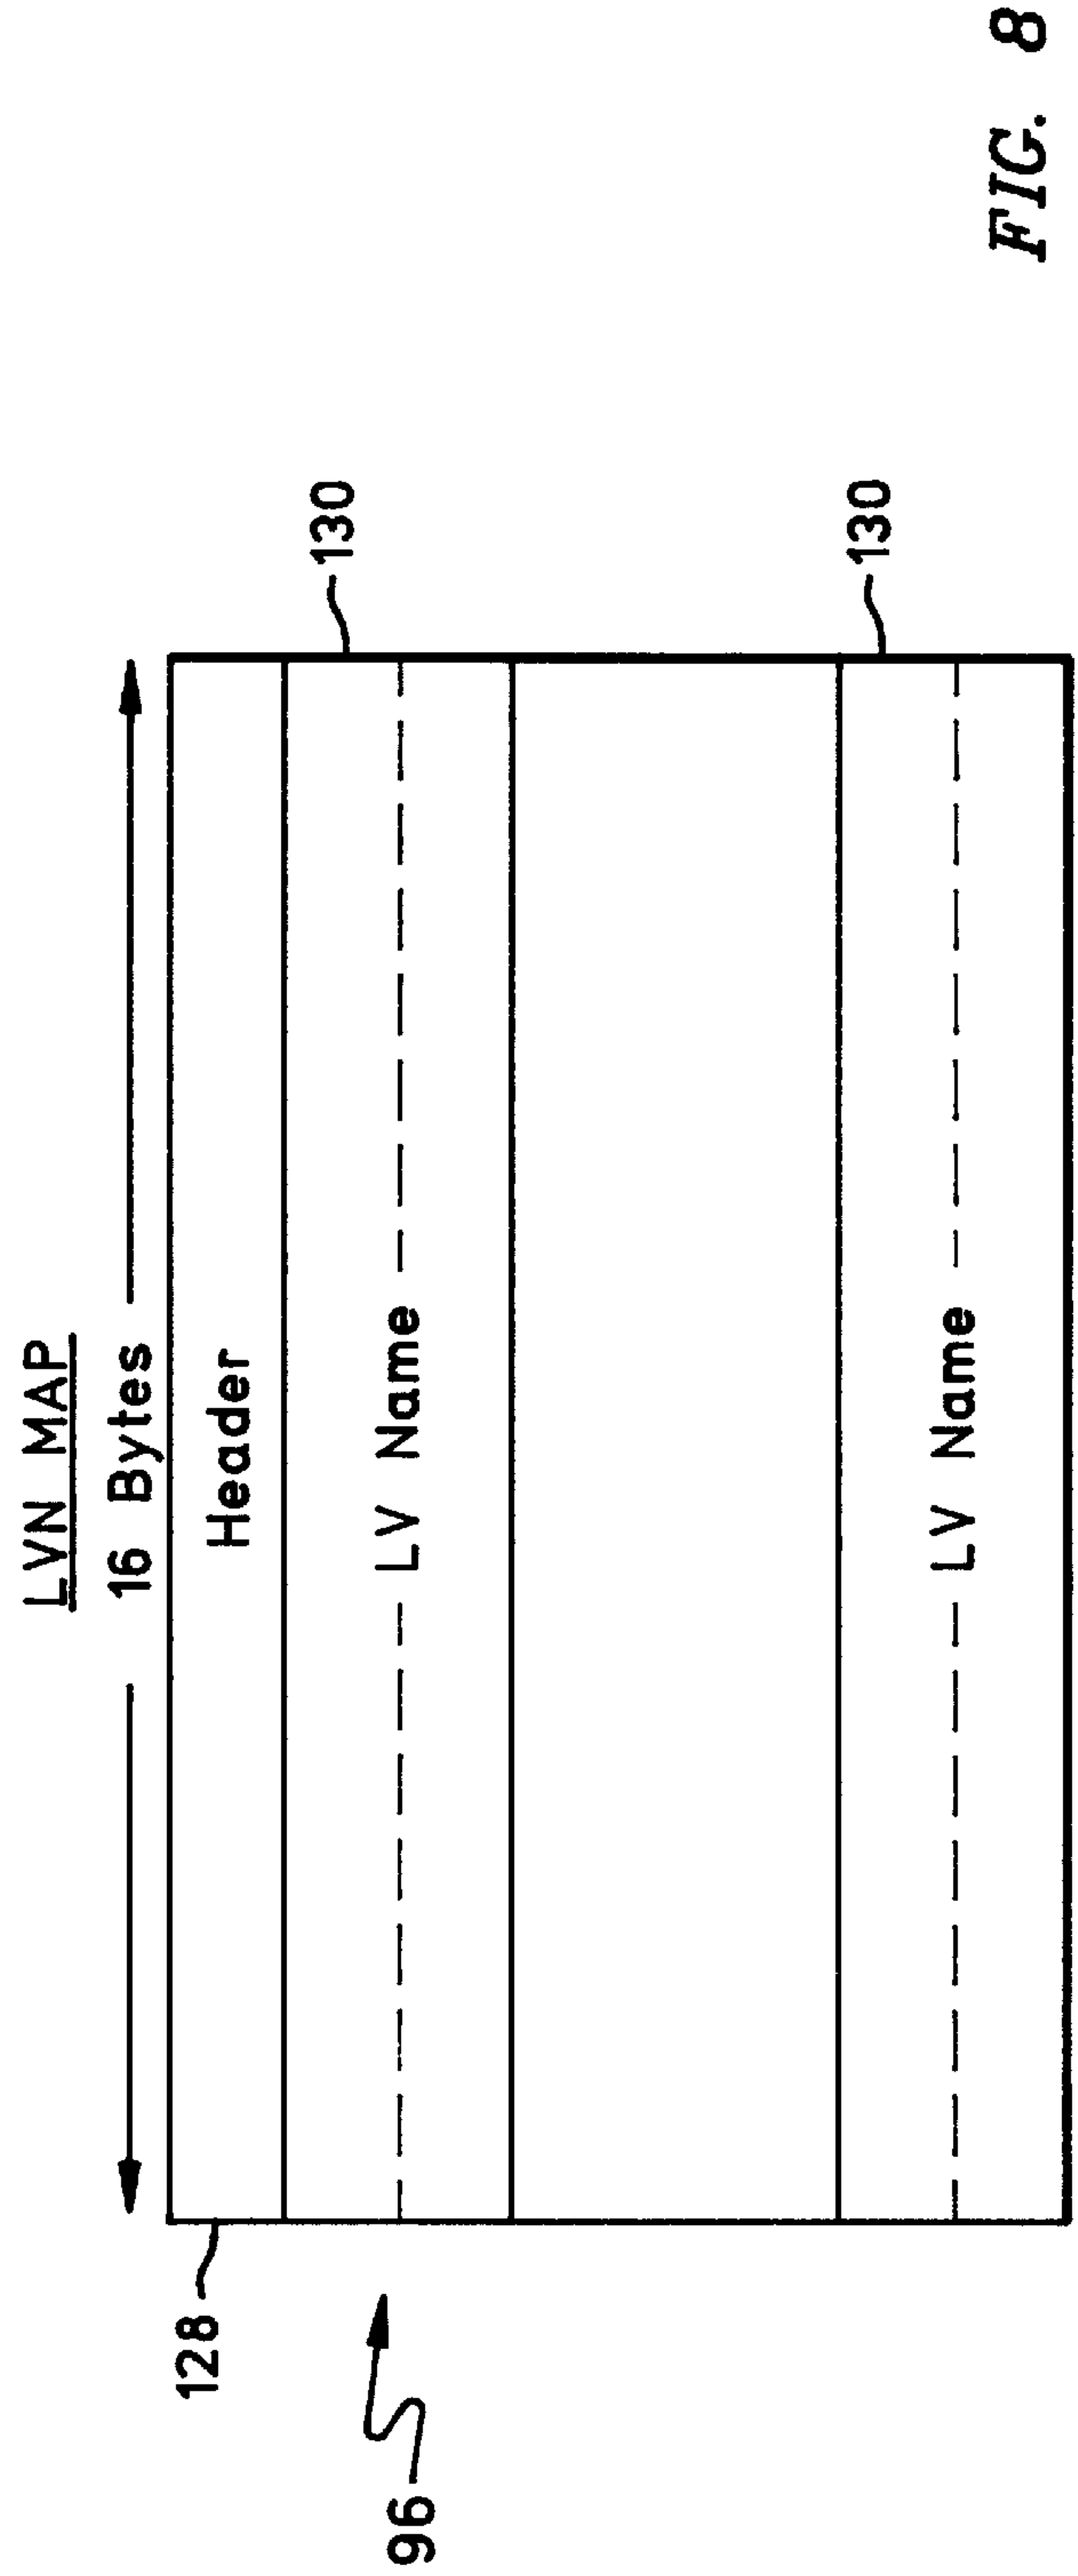 LVN MAP
16 Bytes
128
Header
96
LV Name
130
LV Name
130
FIG. 8